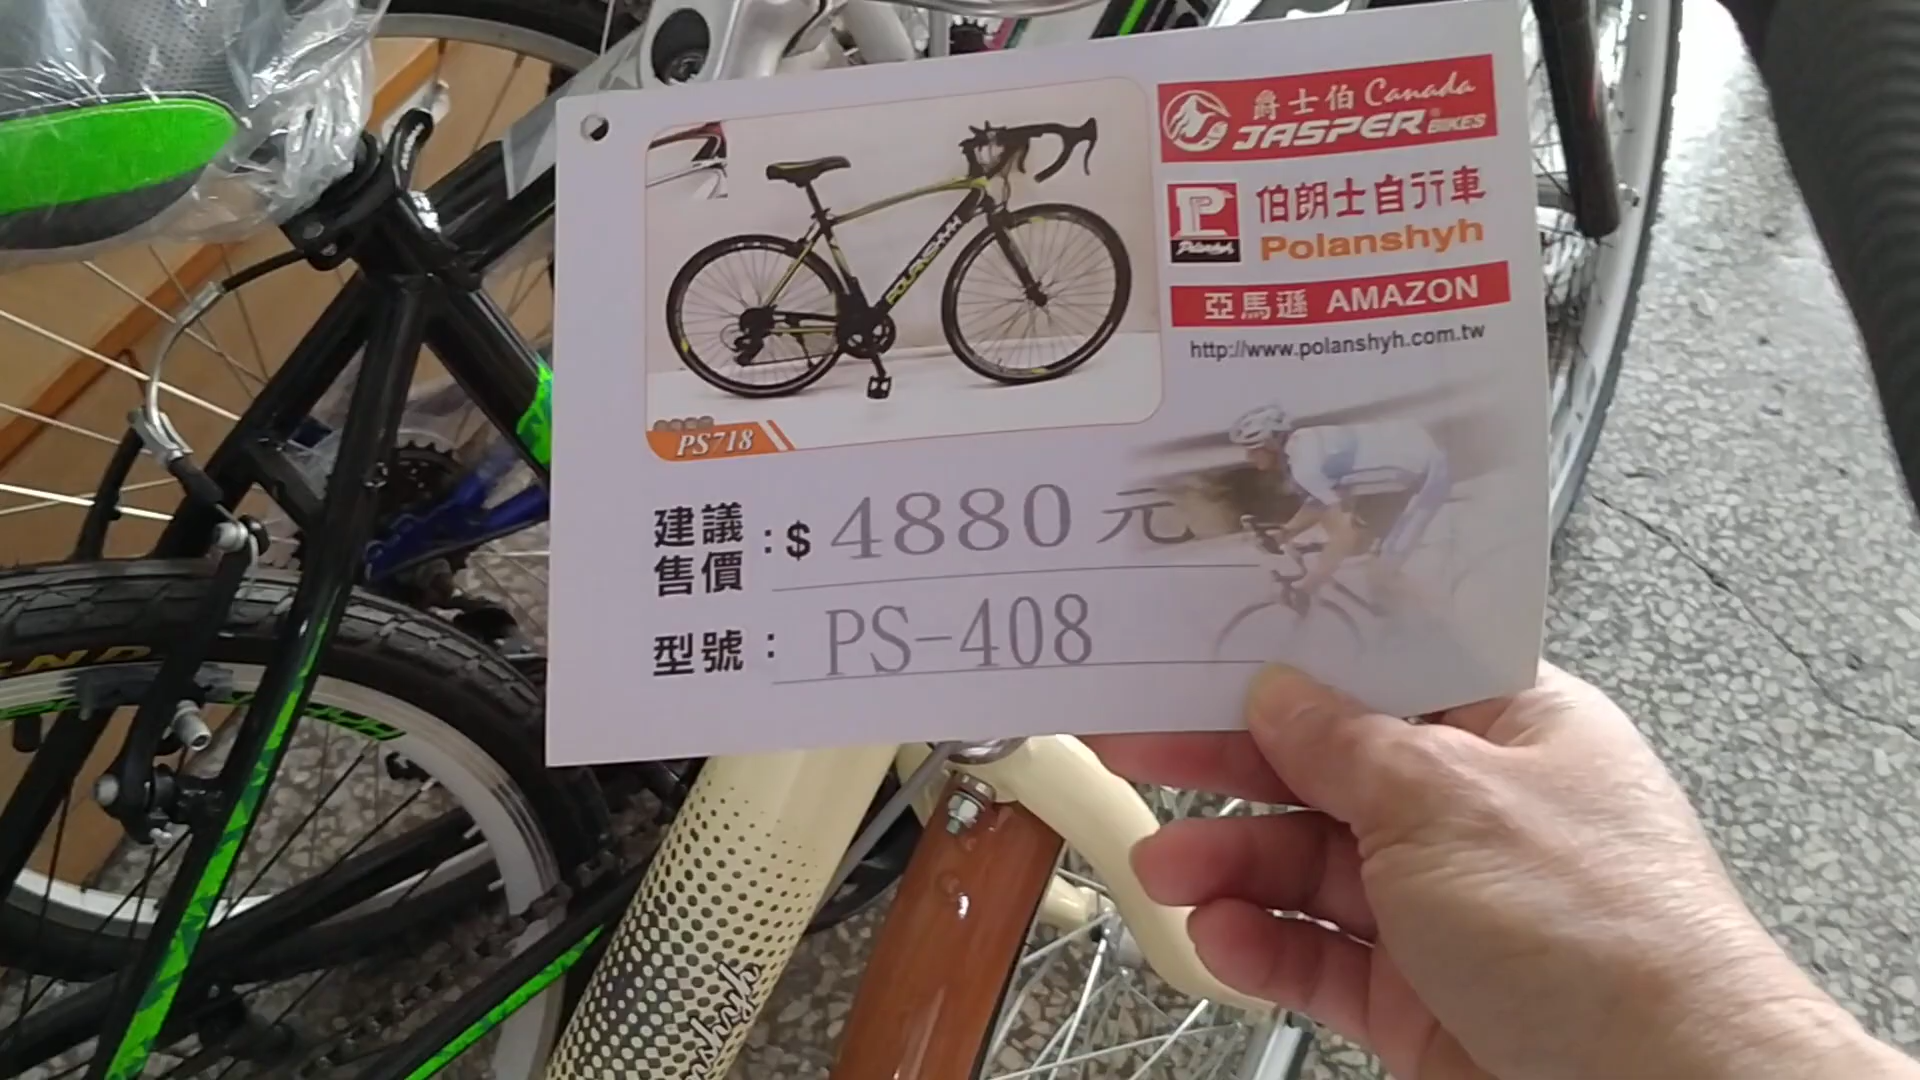 爵士伯 Canada
JASPER BIKES
伯朗士自行車
Polanshyh
亞馬遜 AMAZON
http://www.polanshyh.com.tw
POLANSHYH
PS718
建議售價:$4880元
型號:PS-408